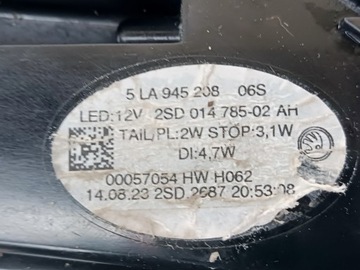 5 LA 945 208 06S
LED:12V 2SD 014 785-02 AH
TAIL/PL:2W STOP:3,1W
DI:4,7W
00057054 HW H062
14.08.23 2SD 2687 20:53:08